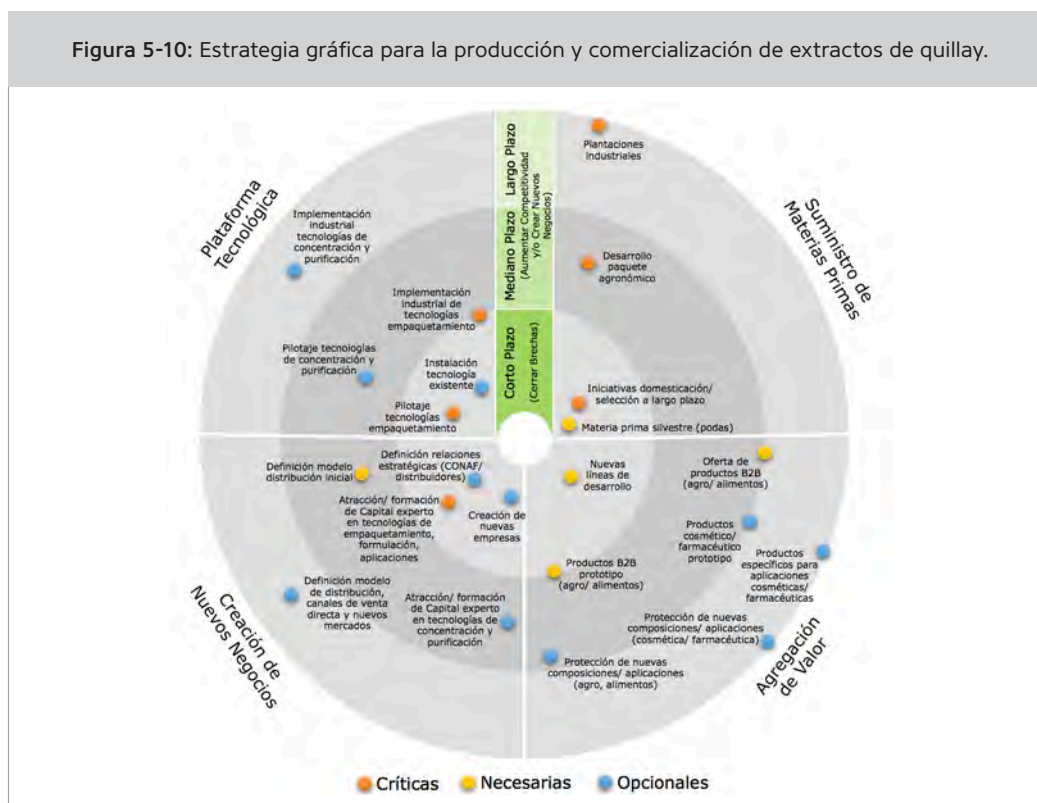 Figura 5-10: Estrategia gráfica para la producción y comercialización de extractos de quillay.
Plataforma
Tecnológica
Implementación
industrial
tecnologías de
concentración y
purificación
Implementación
industrial de
tecnologías
empaquetamiento
Pilotaje tecnologías
de concentración y
purificación
Instalación
tecnología
existente
Pilotaje
tecnologías
empaquetamiento
Largo Plazo
Mediano Plazo
(Aumentar Competitividad
y/o Crear Nuevos
Negocios)
Corto Plazo
(Cerrar Brechas)
Suministro de
Materias Primas
Plantaciones
industriales
Desarrollo
paquete
agronómico
Iniciativas domesticación/
selección a largo plazo
Materia prima silvestre (podas)
Creación de
Nuevos Negocios
Definición modelo
distribución inicial
Definición relaciones
estratégicas (CONAF/
distribuidores)
Atracción/ formación
de Capital experto
en tecnologías de
empaquetamiento,
formulación,
aplicaciones
Creación de
nuevas
empresas
Definición modelo
de distribución,
canales de venta
directa y nuevos
mercados
Atracción/ formación
de Capital experto
en tecnologías de
concentración y
purificación
Agregación
de Valor
Nuevas
líneas de
desarrollo
Oferta de
productos B2B
(agro/ alimentos)
Productos
cosmético/
farmacéutico
prototipo
Productos
específicos para
aplicaciones
cosméticas/
farmacéuticas
Productos B2B
prototipo
(agro/ alimentos)
Protección de nuevas
composiciones/ aplicaciones
(cosmética/ farmacéutica)
Protección de nuevas
composiciones/ aplicaciones
(agro, alimentos)
Críticas
Necesarias
Opcionales